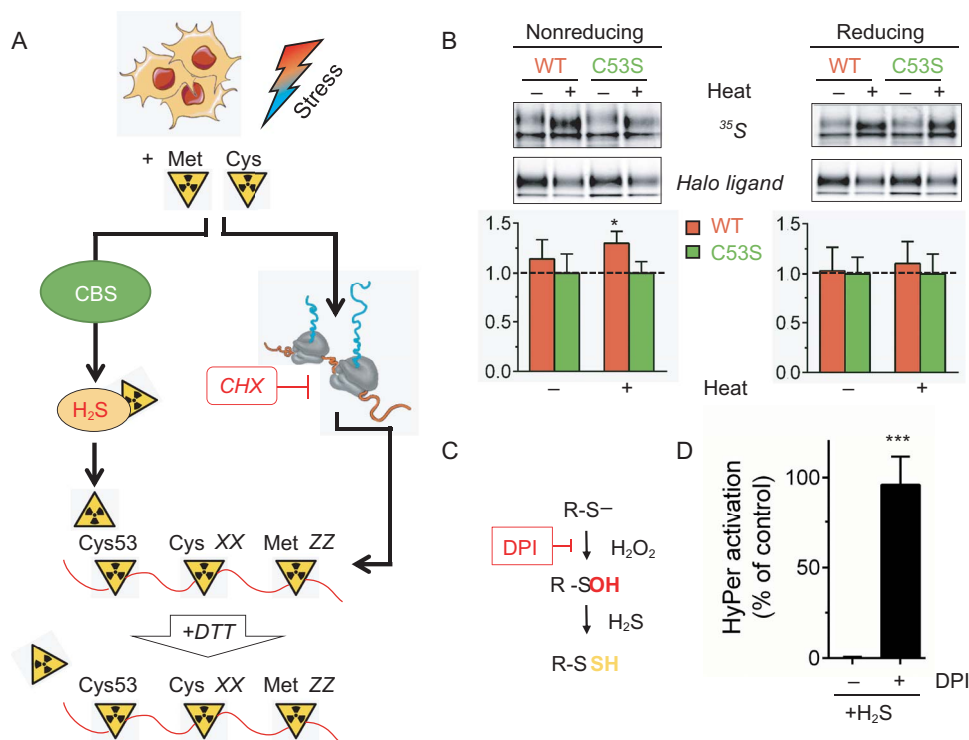 A
Stress
+ Met Cys
CBS
CHX
H₂S
Cys53 Cys XX Met ZZ
+DTT
Cys53 Cys XX Met ZZ
B
Nonreducing Reducing
WT C53S WT C53S
– + – + Heat – + – +
³⁵S
Halo ligand
1.5
1.0
0.5
0.0
*
WT
C53S
1.5
1.0
0.5
0.0
– + Heat – +
C
R-S–
DPI
H₂O₂
R -SOH
H₂S
R-S SH
D
HyPer activation
(% of control)
100
50
0
***
– + DPI
+H₂S